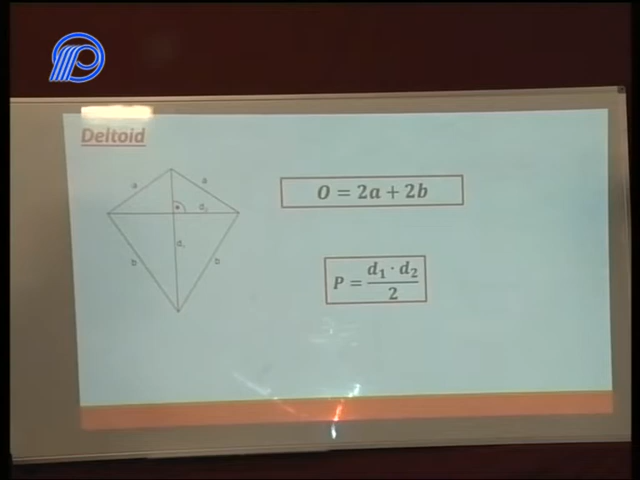 Deltoid
a
a
d₂
d₁
b
b
O = 2a + 2b
P = d₁ · d₂ / 2